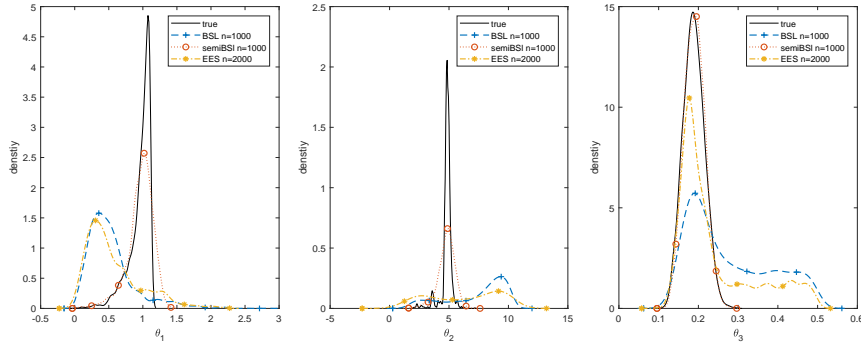 5
4.5
4
3.5
3
2.5
2
1.5
1
0.5
0
denstiy
-0.5 0 0.5 1 1.5 2 2.5 3
θ1
true
BSL n=1000
semiBSl n=1000
EES n=2000
2.5
2
1.5
1
0.5
0
denstiy
-5 0 5 10 15
θ2
true
BSL n=1000
semiBSl n=1000
EES n=2000
15
10
5
0
denstiy
0 0.1 0.2 0.3 0.4 0.5 0.6
θ3
true
BSL n=1000
semiBSl n=1000
EES n=2000